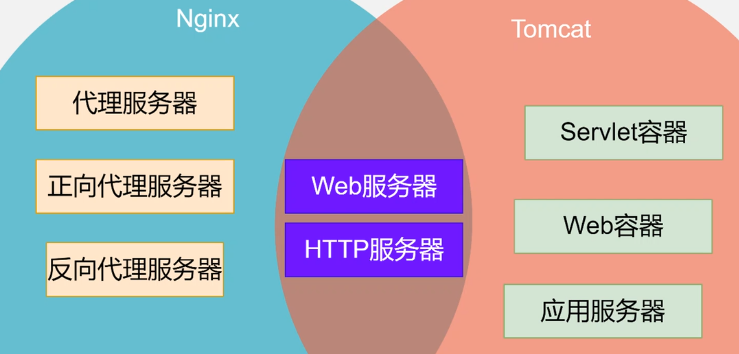 Nginx
Tomcat
代理服务器
正向代理服务器
反向代理服务器
Web服务器
HTTP服务器
Servlet容器
Web容器
应用服务器